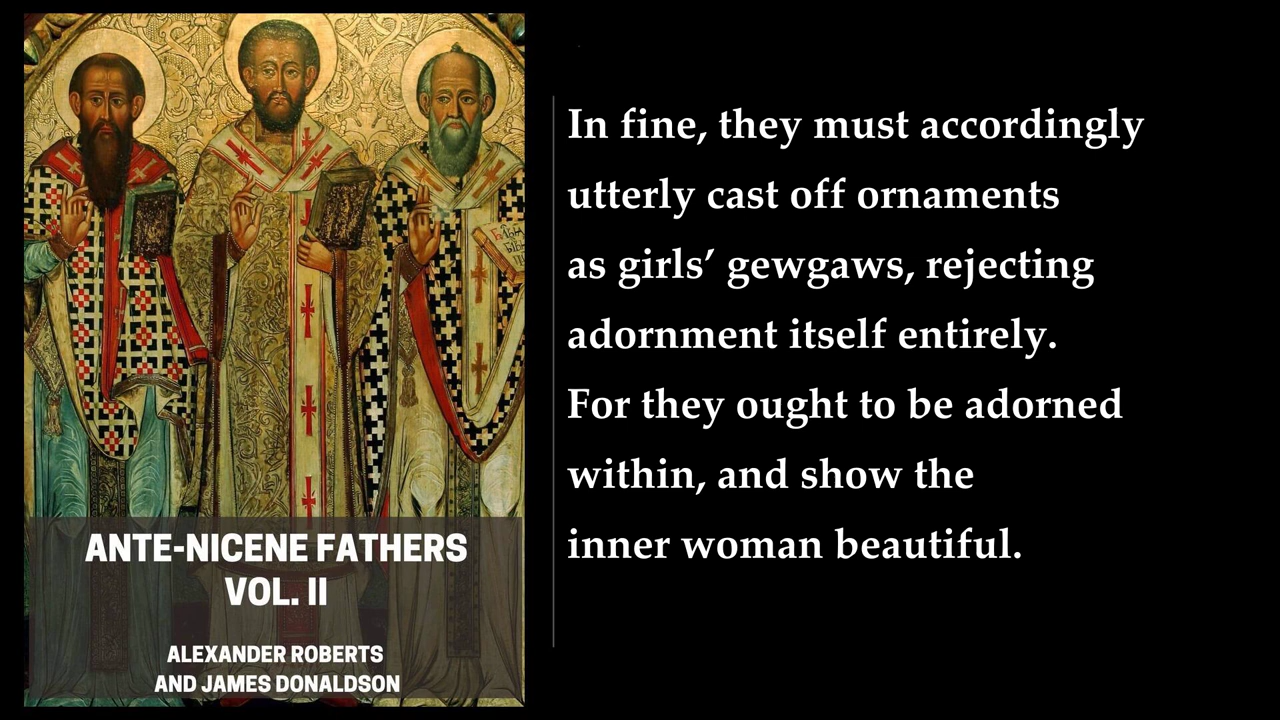 ANTE-NICENE FATHERS
VOL. II
ALEXANDER ROBERTS
AND JAMES DONALDSON
In fine, they must accordingly
utterly cast off ornaments
as girls’ gewgaws, rejecting
adornment itself entirely.
For they ought to be adorned
within, and show the
inner woman beautiful.